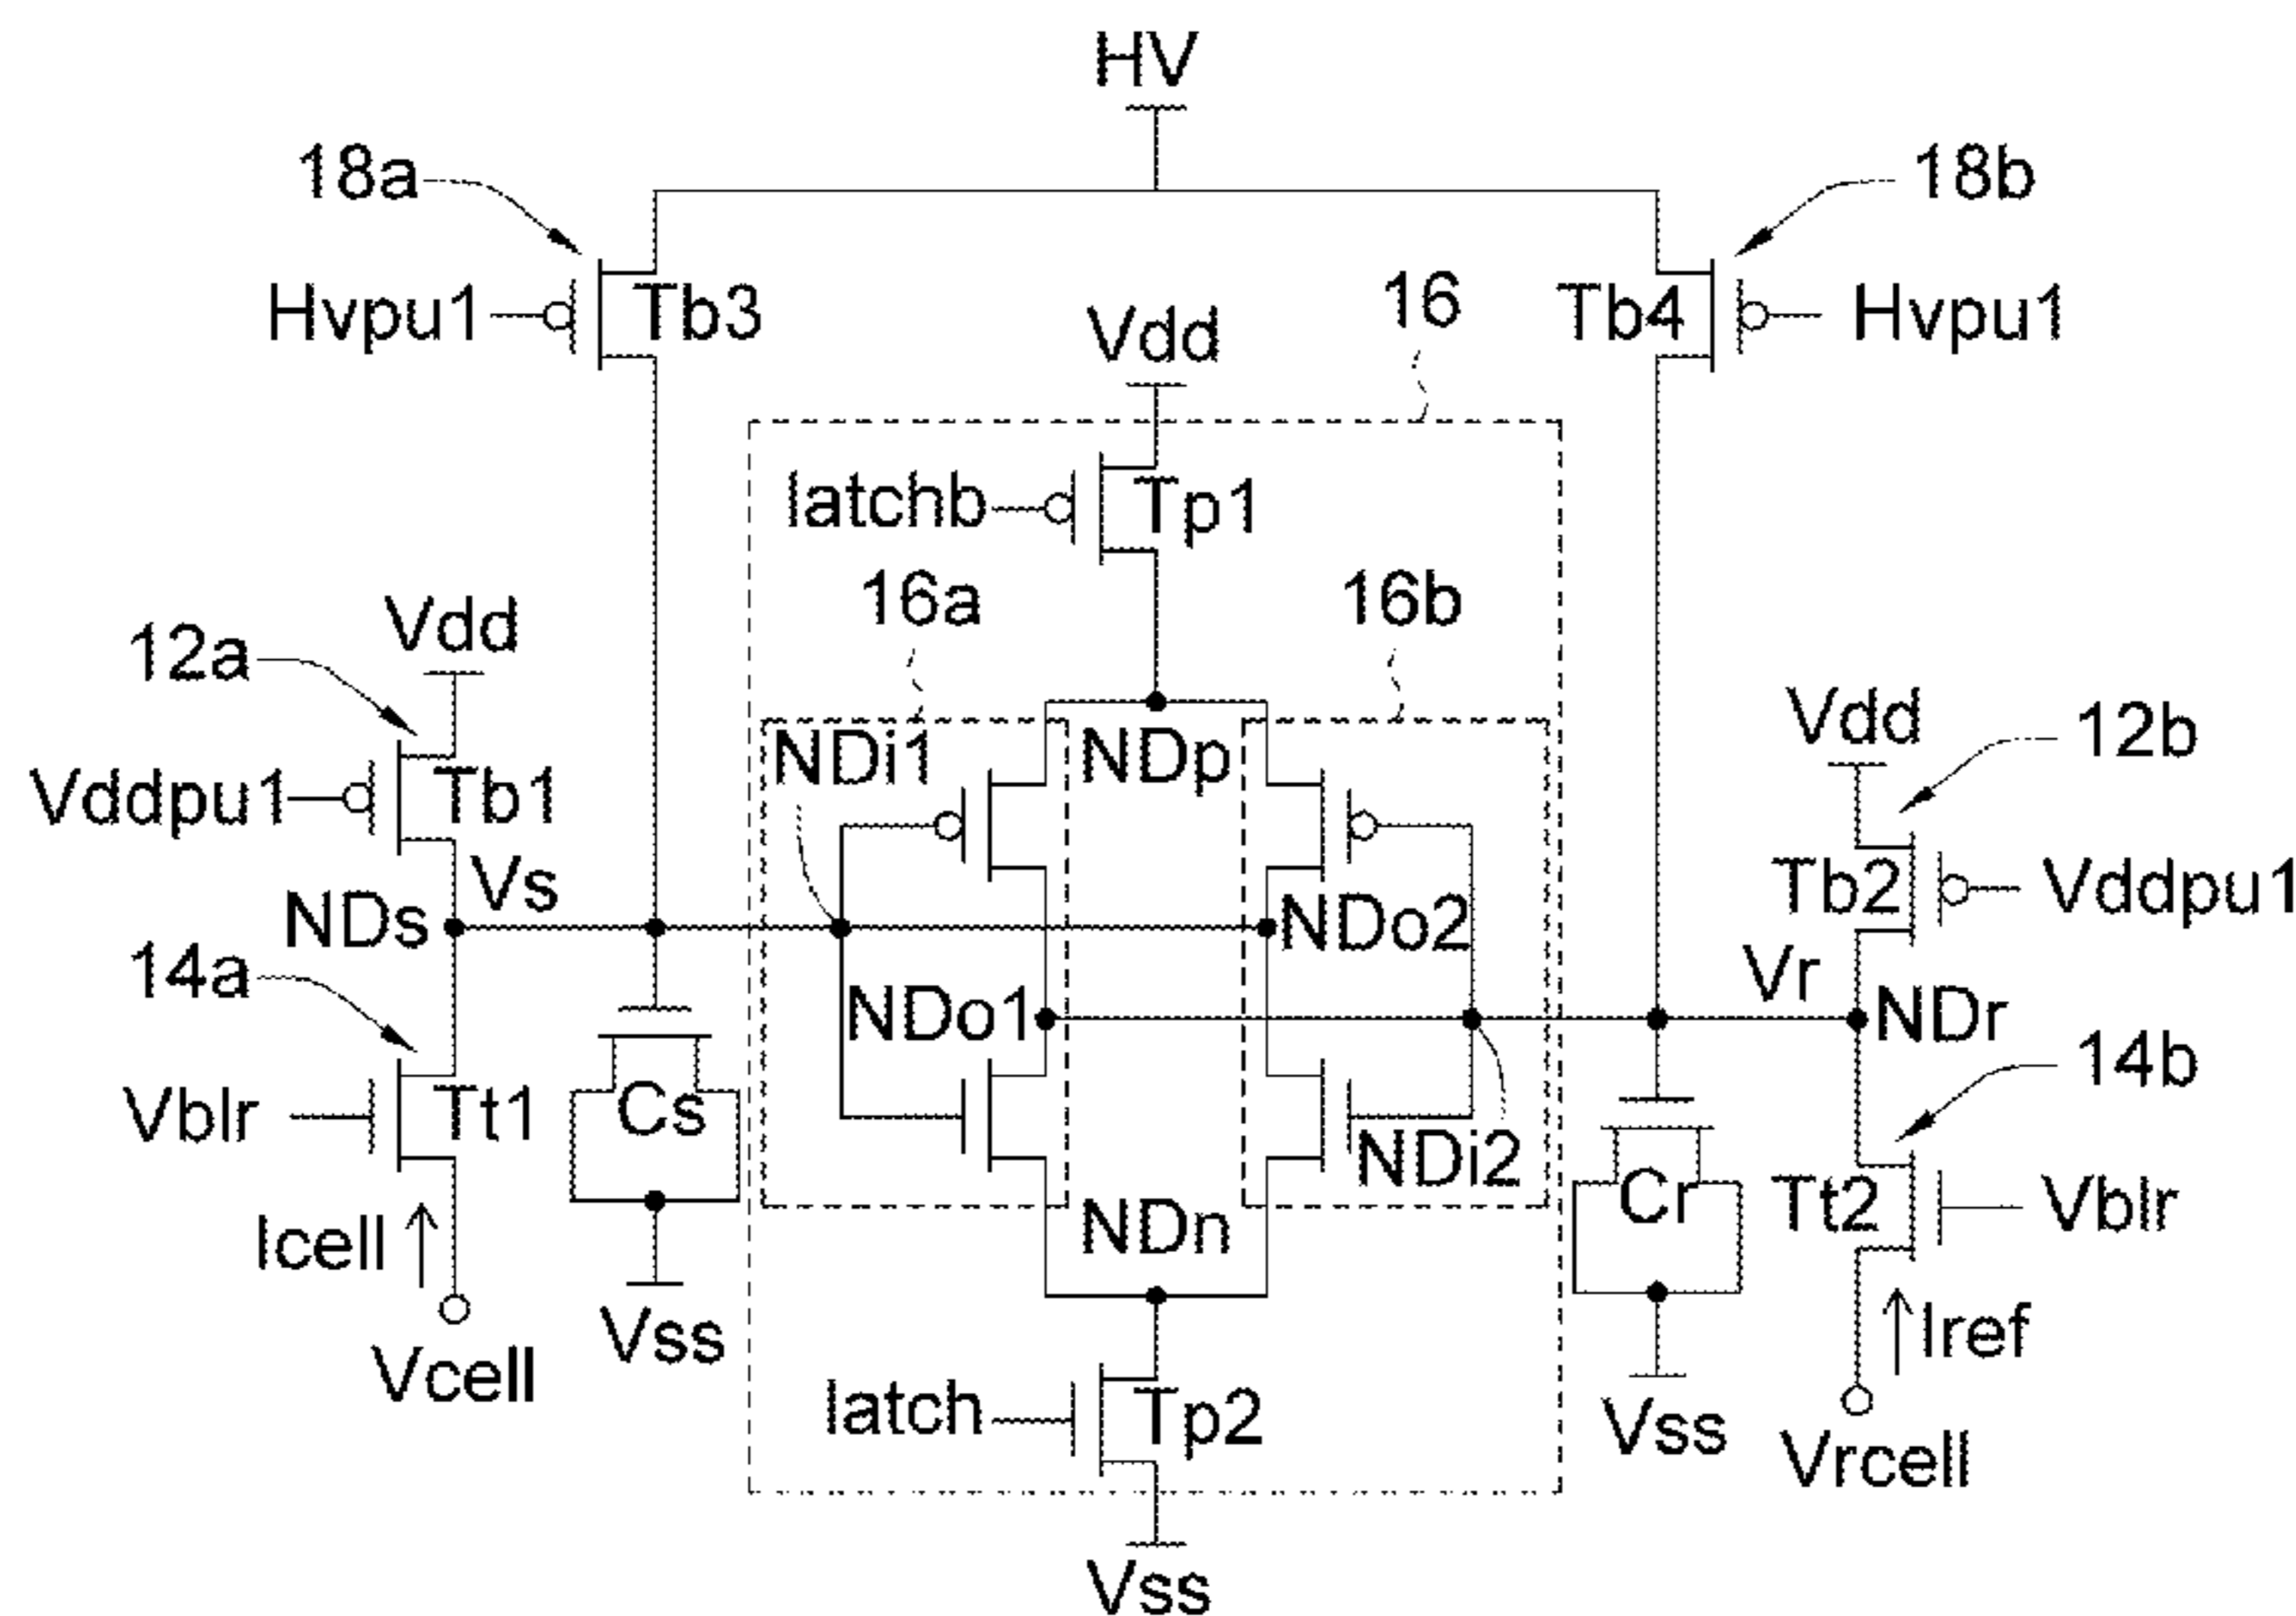 HV
18a
18b
Hvpu1
Tb3
16
Tb4
Hvpu1
Vdd
latchb
Tp1
16a
16b
Vdd
12a
Vdd
12b
NDi1
NDp
Vddpu1
Tb1
Tb2
Vddpu1
Vs
NDs
NDo2
Vr
14a
NDo1
NDr
14b
Vblr
Tt1
Cs
NDi2
Cr
Tt2
Vblr
Icell
NDn
Vss
Iref
Vcell
latch
Tp2
Vss
Vrcell
Vss